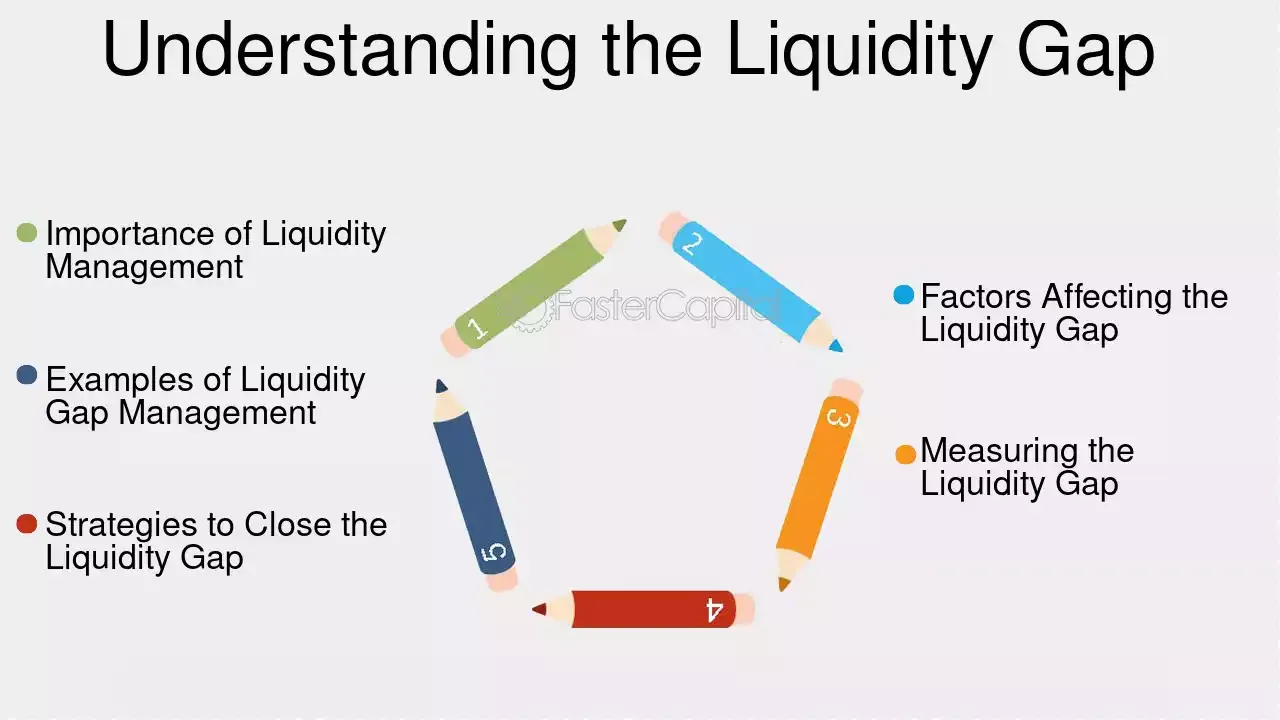 Understanding the Liquidity Gap
Importance of Liquidity
Management
Examples of Liquidity
Gap Management
Strategies to Close the
Liquidity Gap
1
2
3
4
5
FasterCapital
Factors Affecting the
Liquidity Gap
Measuring the
Liquidity Gap